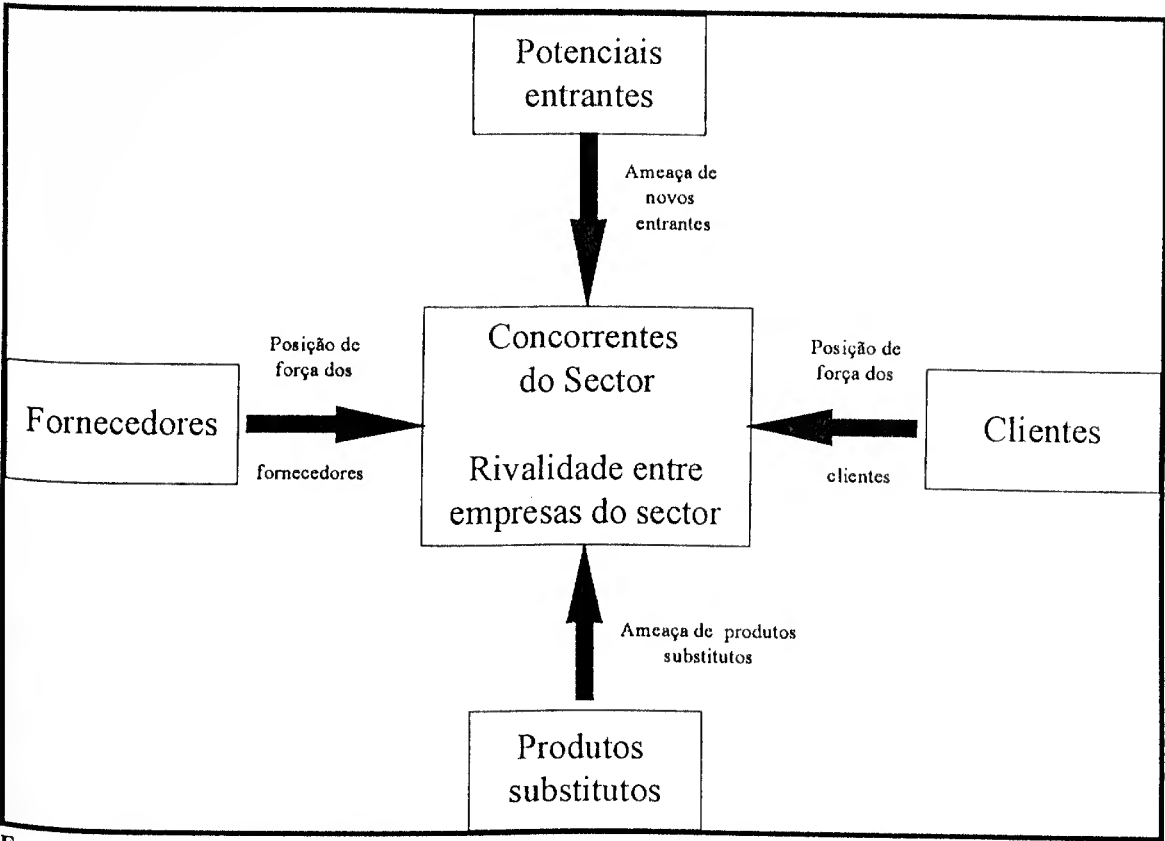 Potenciais
entrantes
Ameaça de
novos
entrantes
Concorrentes
do Sector
Rivalidade entre
empresas do sector
Posição de
força dos
fornecedores
Fornecedores
Posição de
força dos
clientes
Clientes
Ameaça de produtos
substitutos
Produtos
substitutos